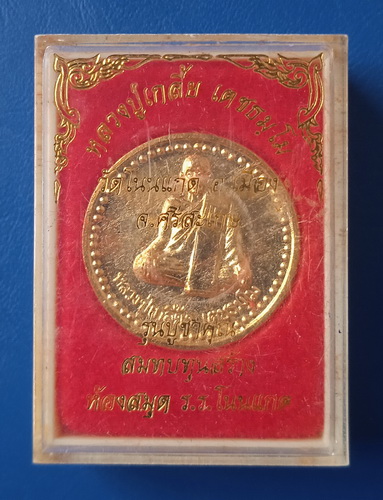 หลวงปู่เกลี้ยง เตชธมฺโม
วัดโนนแกด อ.เมือง
จ.ศรีสะเกษ
รุ่นบูชาคุณ
สมทบทุนสร้าง
ห้องสมุด ร.ร.โนนแกด